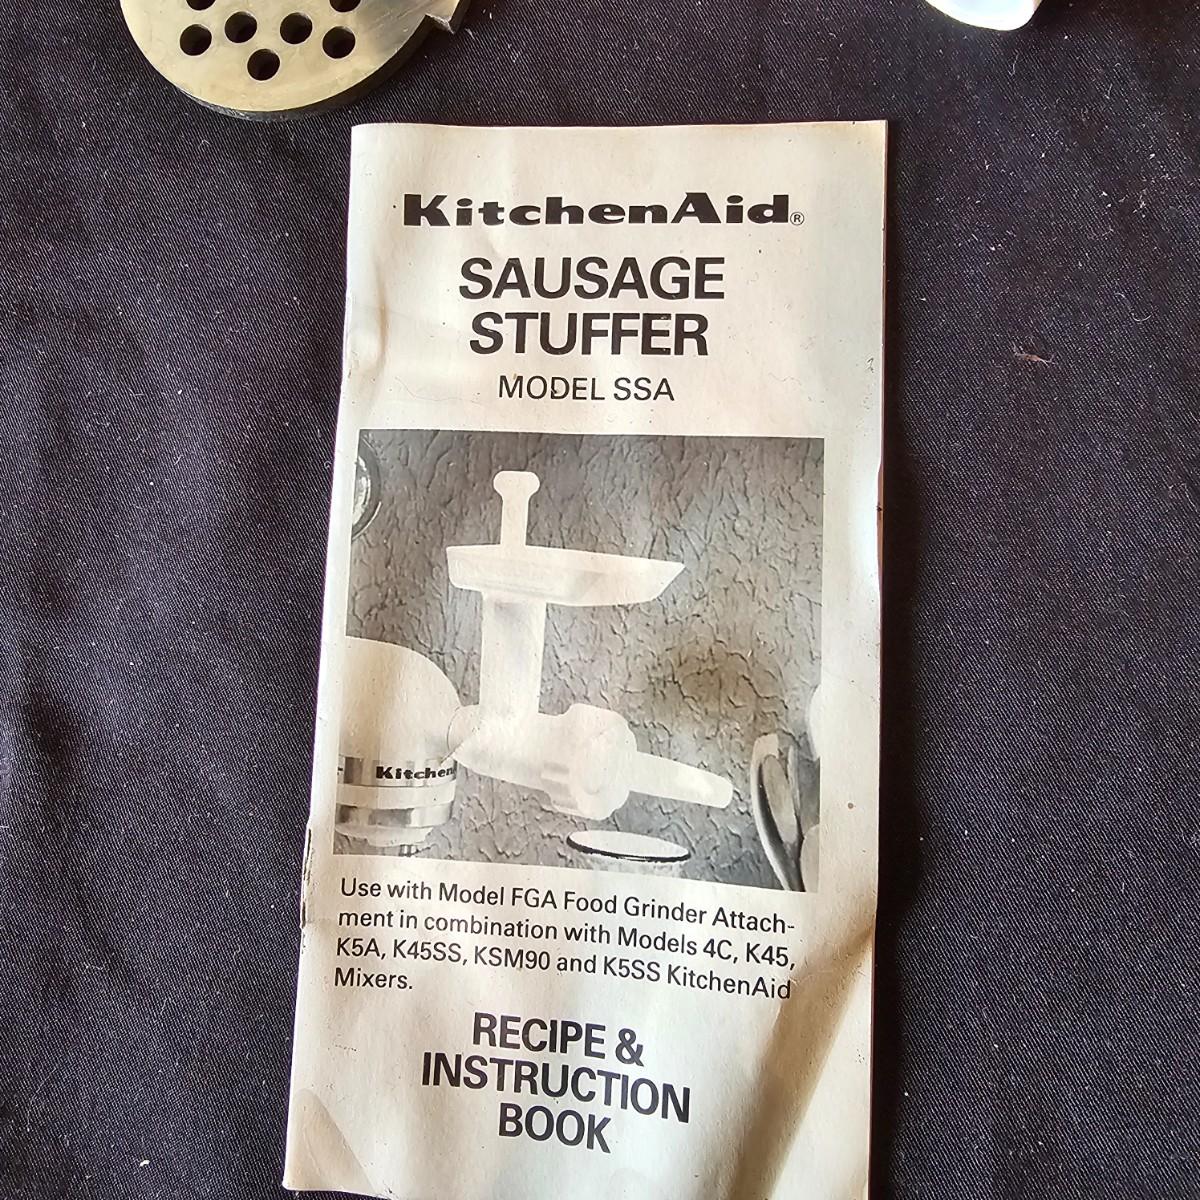 KitchenAid®
SAUSAGE
STUFFER
MODEL SSA
Kitchen
Use with Model FGA Food Grinder Attach-
ment in combination with Models 4C, K45,
K5A, K45SS, KSM90 and K5SS KitchenAid
Mixers.
RECIPE &
INSTRUCTION
BOOK